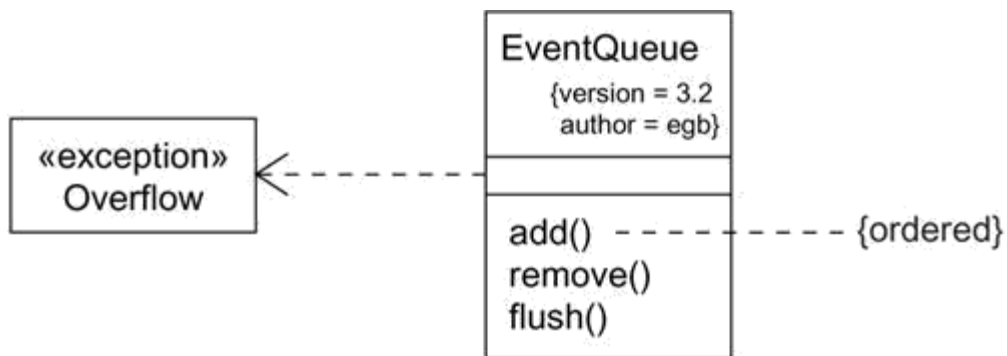 «exception»
Overflow
EventQueue
{version = 3.2
author = egb}
add()
{ordered}
remove()
flush()